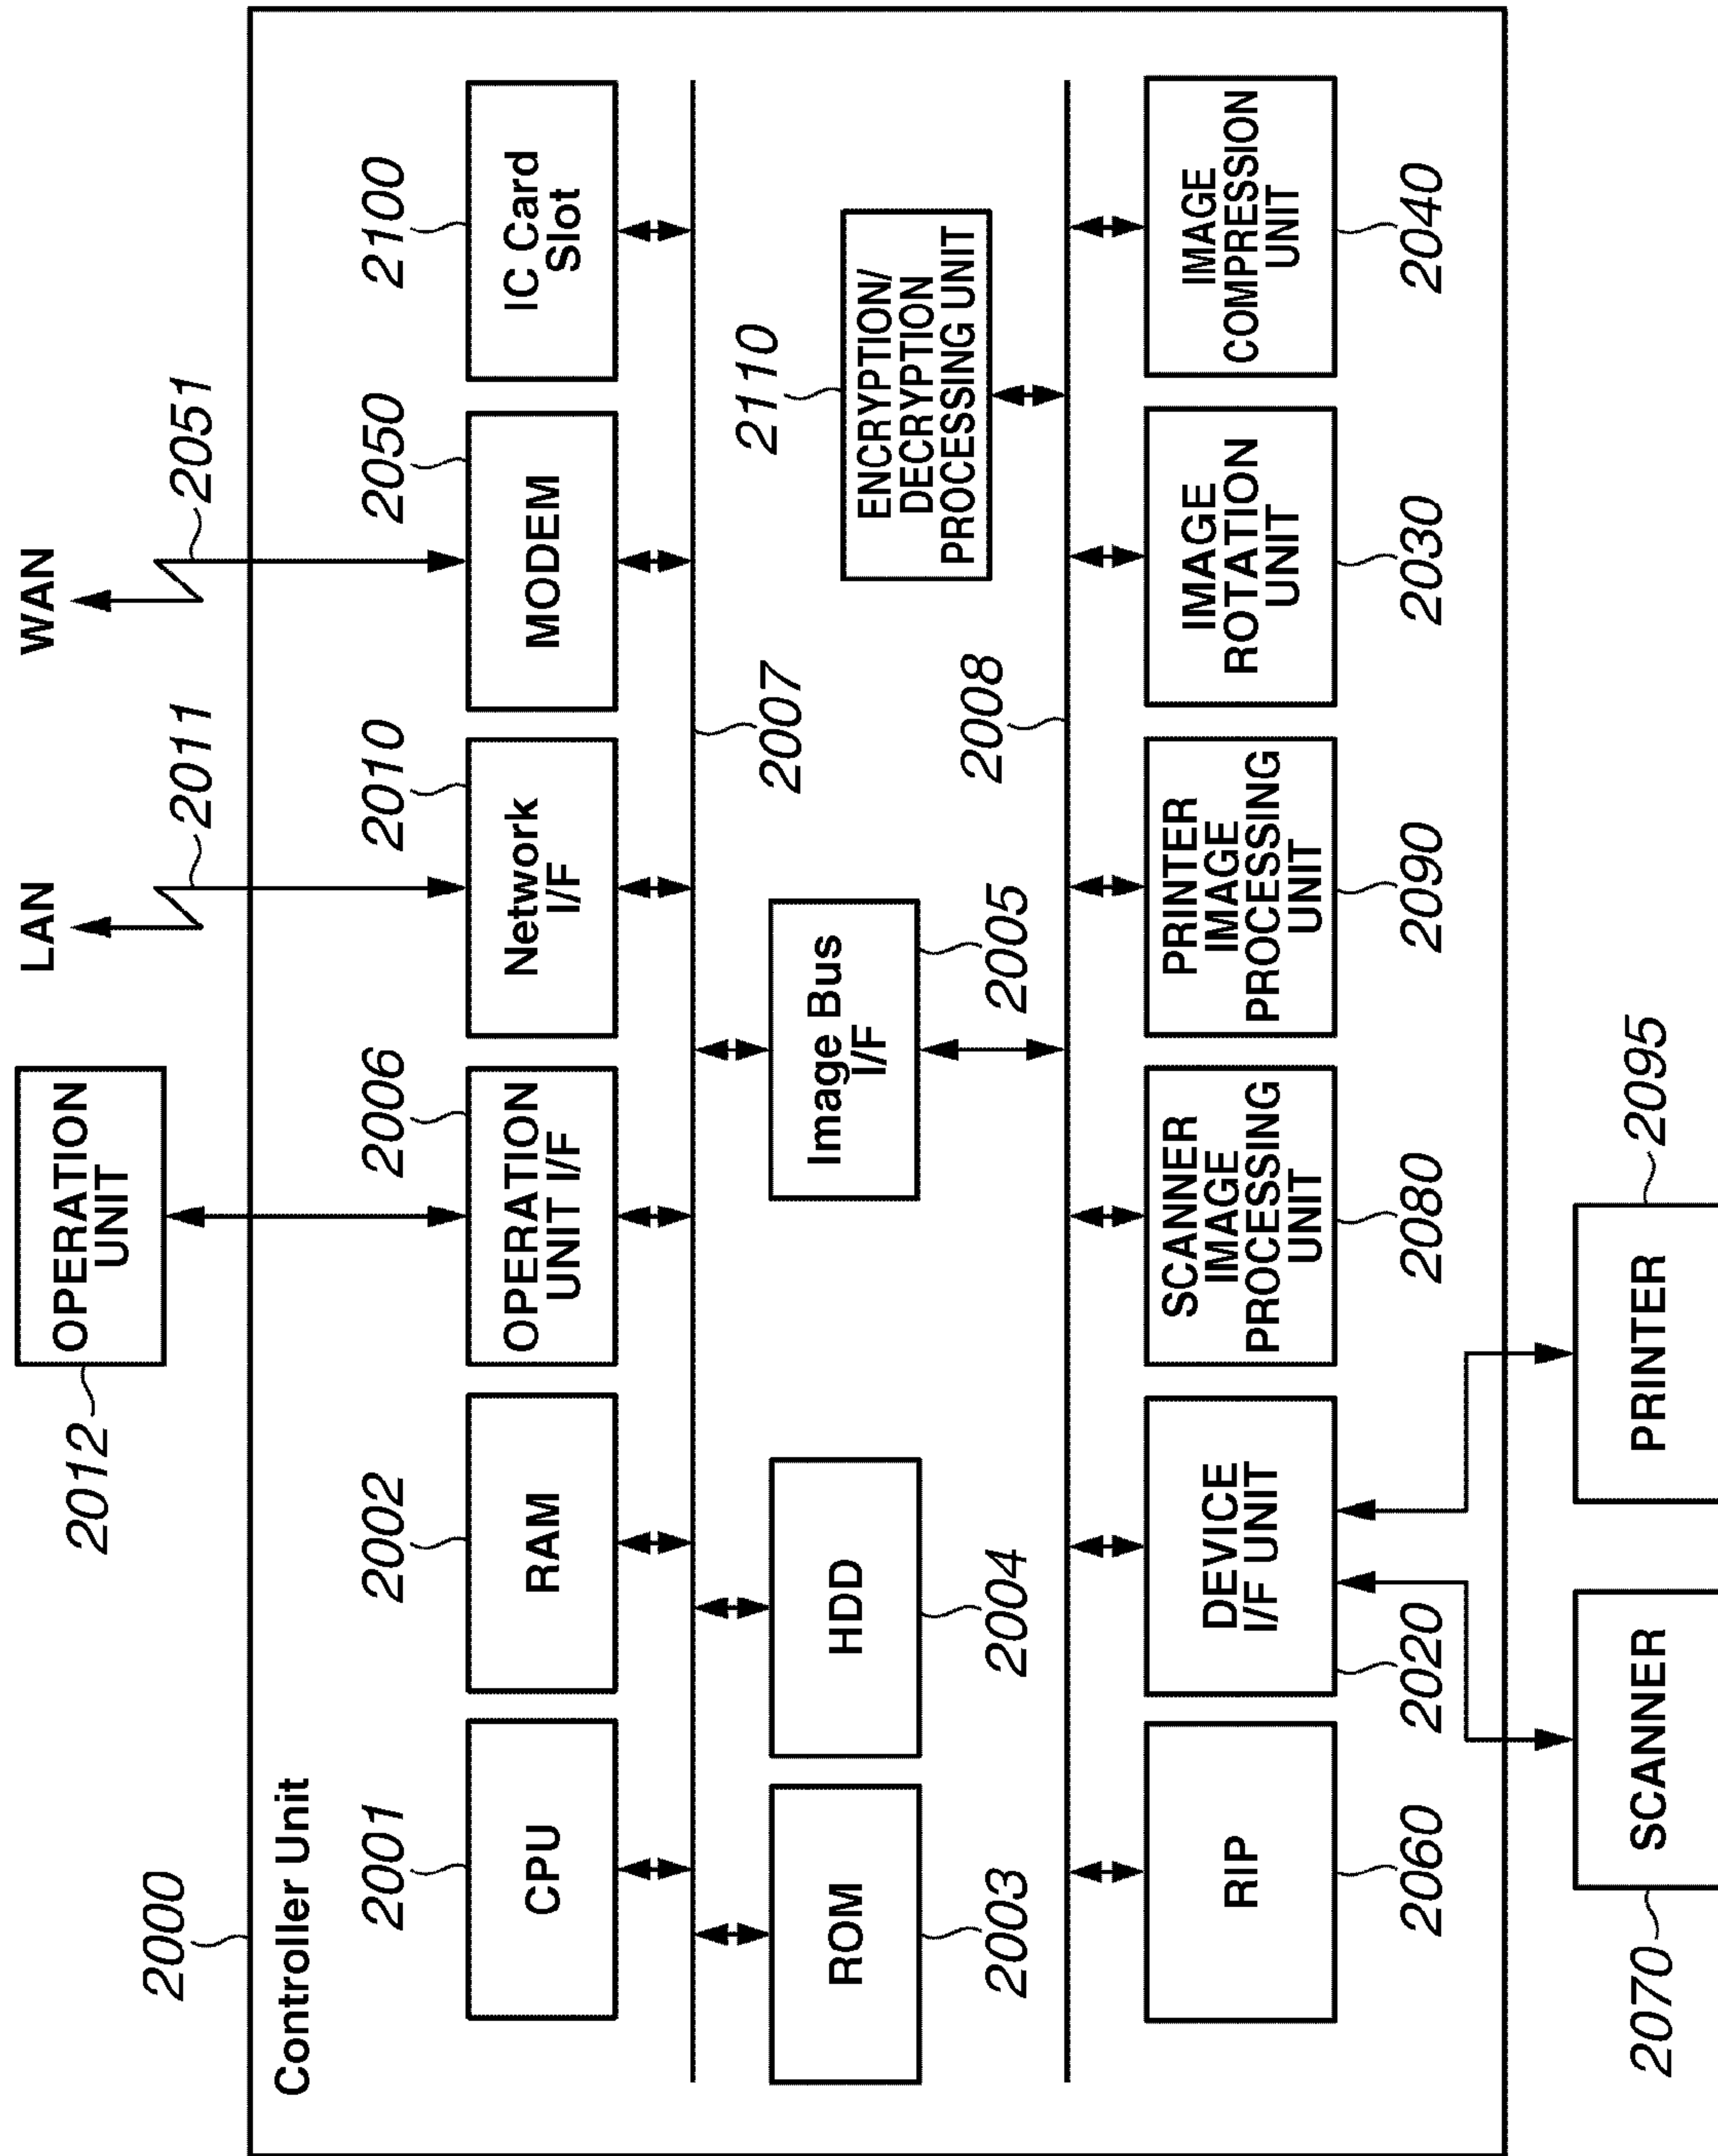 OPERATION
UNIT
2012
LAN
2011
WAN
2051
2000
Controller Unit
2001
CPU
2002
RAM
2006
OPERATION
UNIT I/F
2010
Network
I/F
2050
MODEM
2100
IC Card
Slot
2007
ROM
2003
HDD
2004
Image Bus
I/F
2005
2110
ENCRYPTION/
DECRYPTION
PROCESSING UNIT
2008
RIP
2060
DEVICE
I/F UNIT
2020
SCANNER
IMAGE
PROCESSING
UNIT
2080
PRINTER
IMAGE
PROCESSING
UNIT
2090
IMAGE
ROTATION
UNIT
2030
IMAGE
COMPRESSION
UNIT
2040
2070
SCANNER
PRINTER
2095